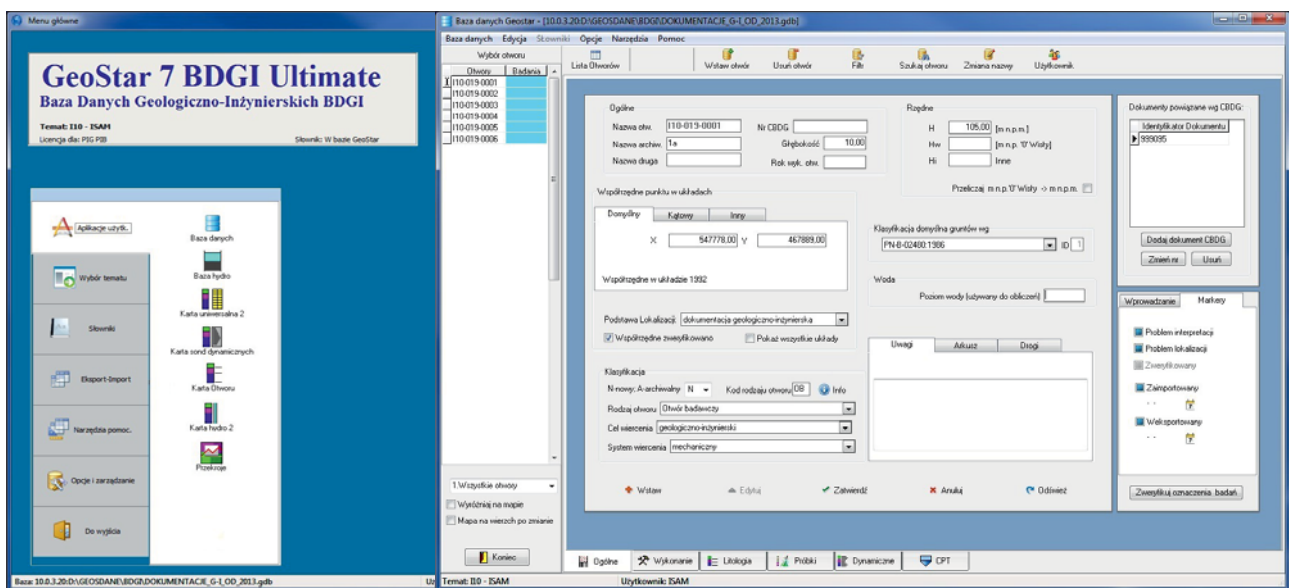 Menu główne
GeoStar 7 BDGI Ultimate
Baza Danych Geologiczno-Inżynierskich BDGI
Temat: I10 - ISAM
Licencja dla: PIG PIB
Słownik: W bazie GeoStar
Aplikacje użytk.
Wybór tematu
Słowniki
Eksport-Import
Narzędzia pomoc.
Opcje i zarządzanie
Do wyjścia
Baza danych
Baza hydro
Karta uniwersalna 2
Karta sond dynamicznych
Karta Otworu
Karta hydro 2
Przekroje
Baza: 10.0.3.20:D:\GEOSDANE\BDGI\DOKUMENTACJE_G-I_OD_2013.gdb
Uż
Baza danych Geostar - [10.0.3.20:D:\GEOSDANE\BDGI\DOKUMENTACJE_G-I_OD_2013.gdb]
Baza danych Edycja Słowniki Opcje Narzędzia Pomoc
Wybór otworu
Otwory Badania
I10-019-0001
I10-019-0002
I10-019-0003
I10-019-0004
I10-019-0005
I10-019-0006
1.Wszystkie otwory
Wyróżniaj na mapie
Mapa na wierzch po zmianie
Koniec
Lista Otworów Wstaw otwór Usuń otwór Filtr Szukaj otworu Zmiana nazwy Użytkownik
Ogólne
Nazwa otw. I10-019-0001 Nr CBDG
Nazwa archiw. 1a Głębokość 10.00
Nazwa druga Rok wyk. otw.
Współrzędne punktu w układach
Domyślny Kątowy Inny
X 547778,00 Y 467889,00
Współrzędne w układzie 1992
Podstawa Lokalizacji: dokumentacja geologiczno-inżynierska
Współrzędne zweryfikowano Pokaż wszystkie układy
Klasyfikacja
N-nowy; A-archiwalny N Kod rodzaju otworu OB Info
Rodzaj otworu Otwór badawczy
Cel wiercenia geologiczno-inżynierski
System wiercenia mechaniczny
Rzędne
H 105.00 [m n.p.m.]
Hw [m n.p. '0' Wisły]
Hi Inne
Przeliczaj m n.p.'0' Wisły -> m n.p.m.
Klasyfikacja domyślna gruntów wg
PN-B-02480:1986 ID 1
Woda
Poziom wody (używany do obliczeń)
Uwagi Arkusz Drogi
Wstaw Edytuj Zatwierdź Anuluj Odśwież
Dokumenty powiązane wg CBDG:
Identyfikator Dokumentu
999095
Dodaj dokument CBDG
Zmień nr Usuń
Wprowadzanie Markery
Problem interpretacji
Problem lokalizacji
Zweryfikowany
Zaimportowany
Weksportowany
Zweryfikuj oznaczenia badań
Ogólne Wykonanie Litologia Próbki Dynamiczne CPT
Temat: I10 - ISAM Użytkownik: ISAM